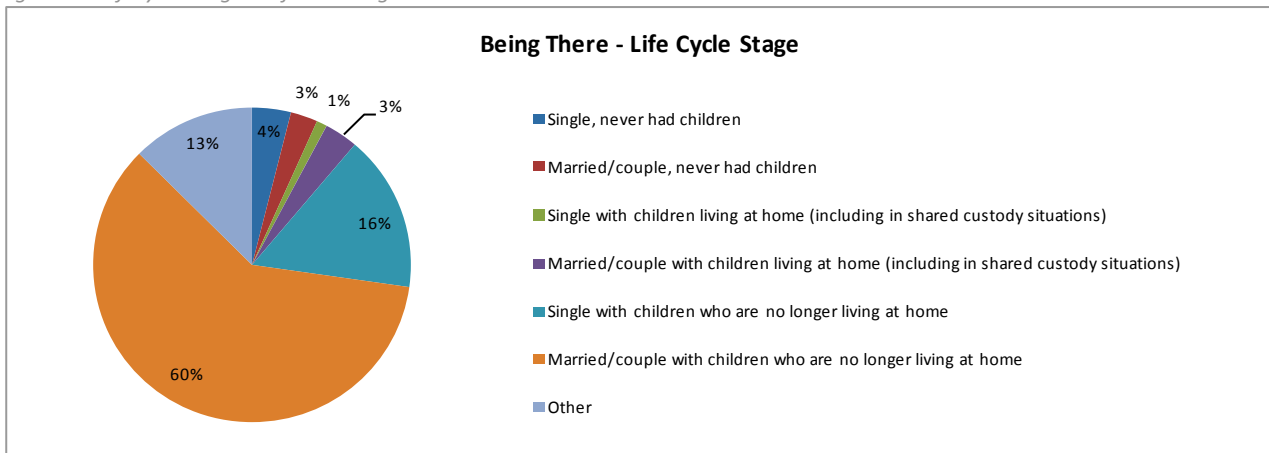 Being There - Life Cycle Stage
3%
1%
3%
4%
13%
16%
60%
Single, never had children
Married/couple, never had children
Single with children living at home (including in shared custody situations)
Married/couple with children living at home (including in shared custody situations)
Single with children who are no longer living at home
Married/couple with children who are no longer living at home
Other